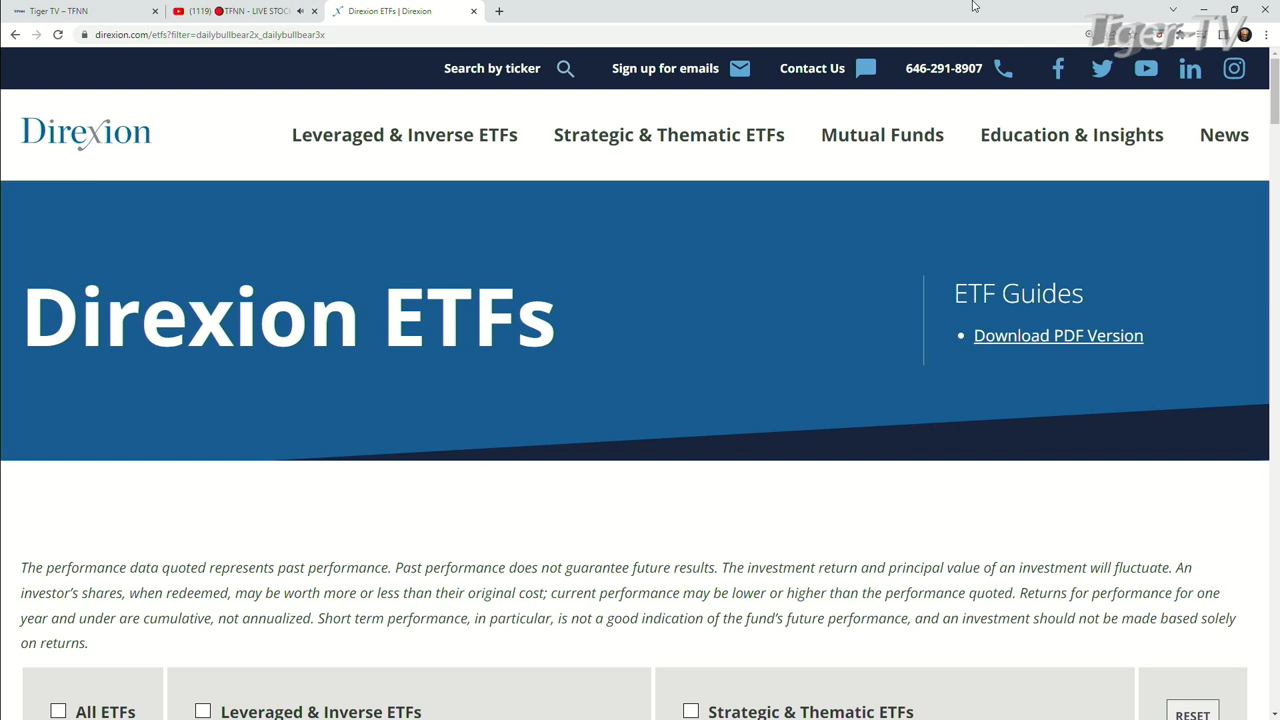 Tiger TV – TFNN
(1119) 🔴TFNN - LIVE STOC
Direxion ETFs | Direxion
direxion.com/etfs?filter=dailybullbear2x_dailybullbear3x
Tiger TV
Search by ticker
Sign up for emails
Contact Us
646-291-8907
Direxion
Leveraged & Inverse ETFs
Strategic & Thematic ETFs
Mutual Funds
Education & Insights
News
Direxion ETFs
ETF Guides
• Download PDF Version
The performance data quoted represents past performance. Past performance does not guarantee future results. The investment return and principal value of an investment will fluctuate. An
investor's shares, when redeemed, may be worth more or less than their original cost; current performance may be lower or higher than the performance quoted. Returns for performance for one
year and under are cumulative, not annualized. Short term performance, in particular, is not a good indication of the fund's future performance, and an investment should not be made based solely
on returns.
All ETFs
Leveraged & Inverse ETFs
Strategic & Thematic ETFs
RESET